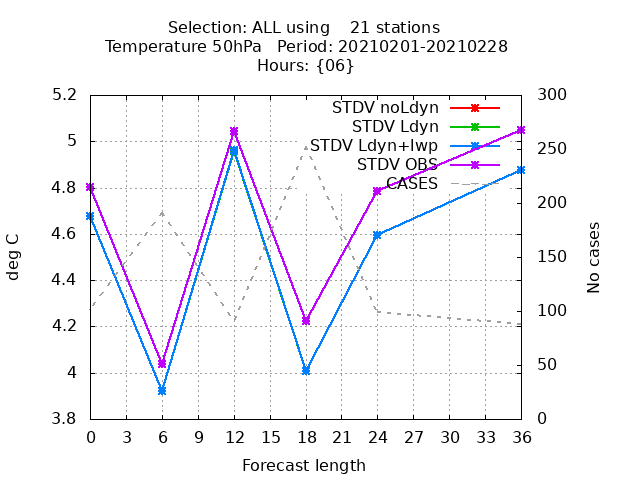 Selection: ALL using    21 stations
Temperature 50hPa   Period: 20210201-20210228
Hours: {06}
STDV noLdyn
STDV Ldyn
STDV Ldyn+lwp
STDV OBS
CASES
deg C
5.2
5
4.8
4.6
4.4
4.2
4
3.8
300
250
200
150
100
50
0
No cases
0 3 6 9 12 15 18 21 24 27 30 33 36
Forecast length